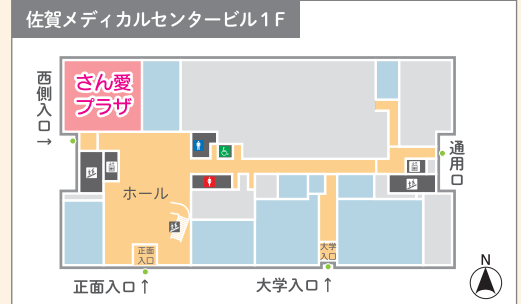 佐賀メディカルセンタービル1F
さん愛
プラザ
西側入口→
通用口
ホール
正面
入口
大学
入口
正面入口↑
大学入口↑
N